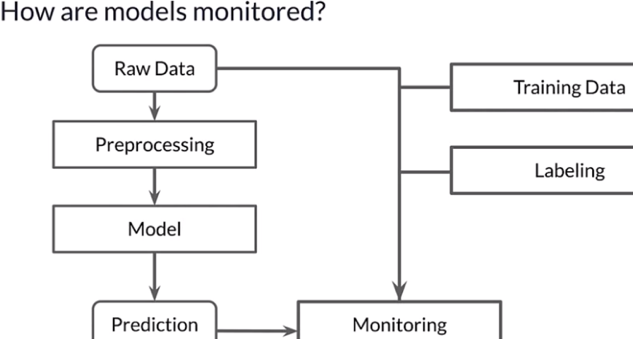 How are models monitored?
Raw Data
Training Data
Preprocessing
Labeling
Model
Prediction
Monitoring